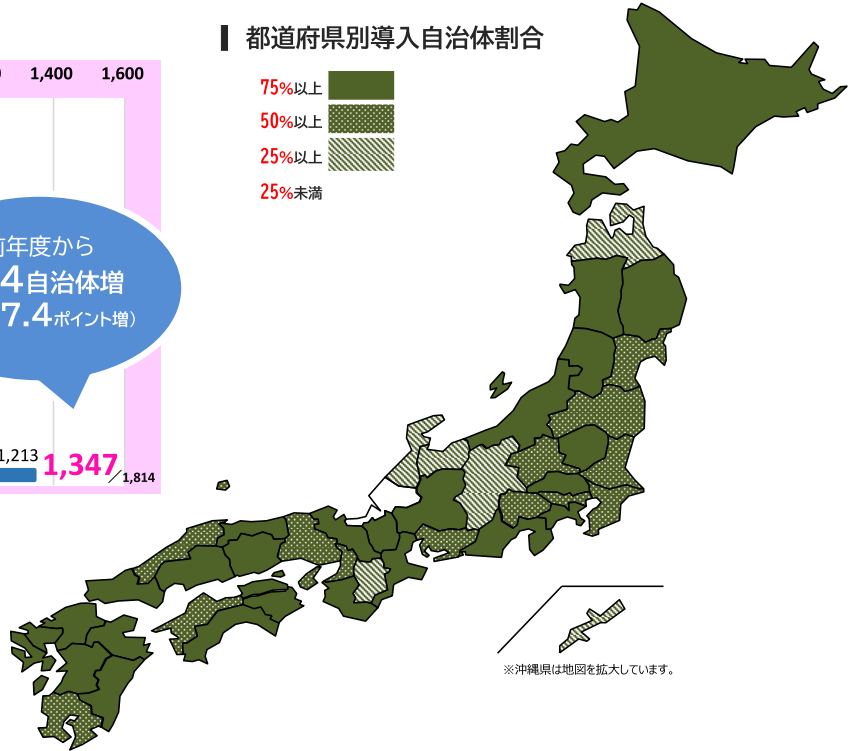 都道府県別導入自治体割合
75%以上
50%以上
25%以上
25%未満
1,400 1,600
前年度から
4自治体増
7.4ポイント増）
1,213 1,347/1,814
※沖縄県は地図を拡大しています。